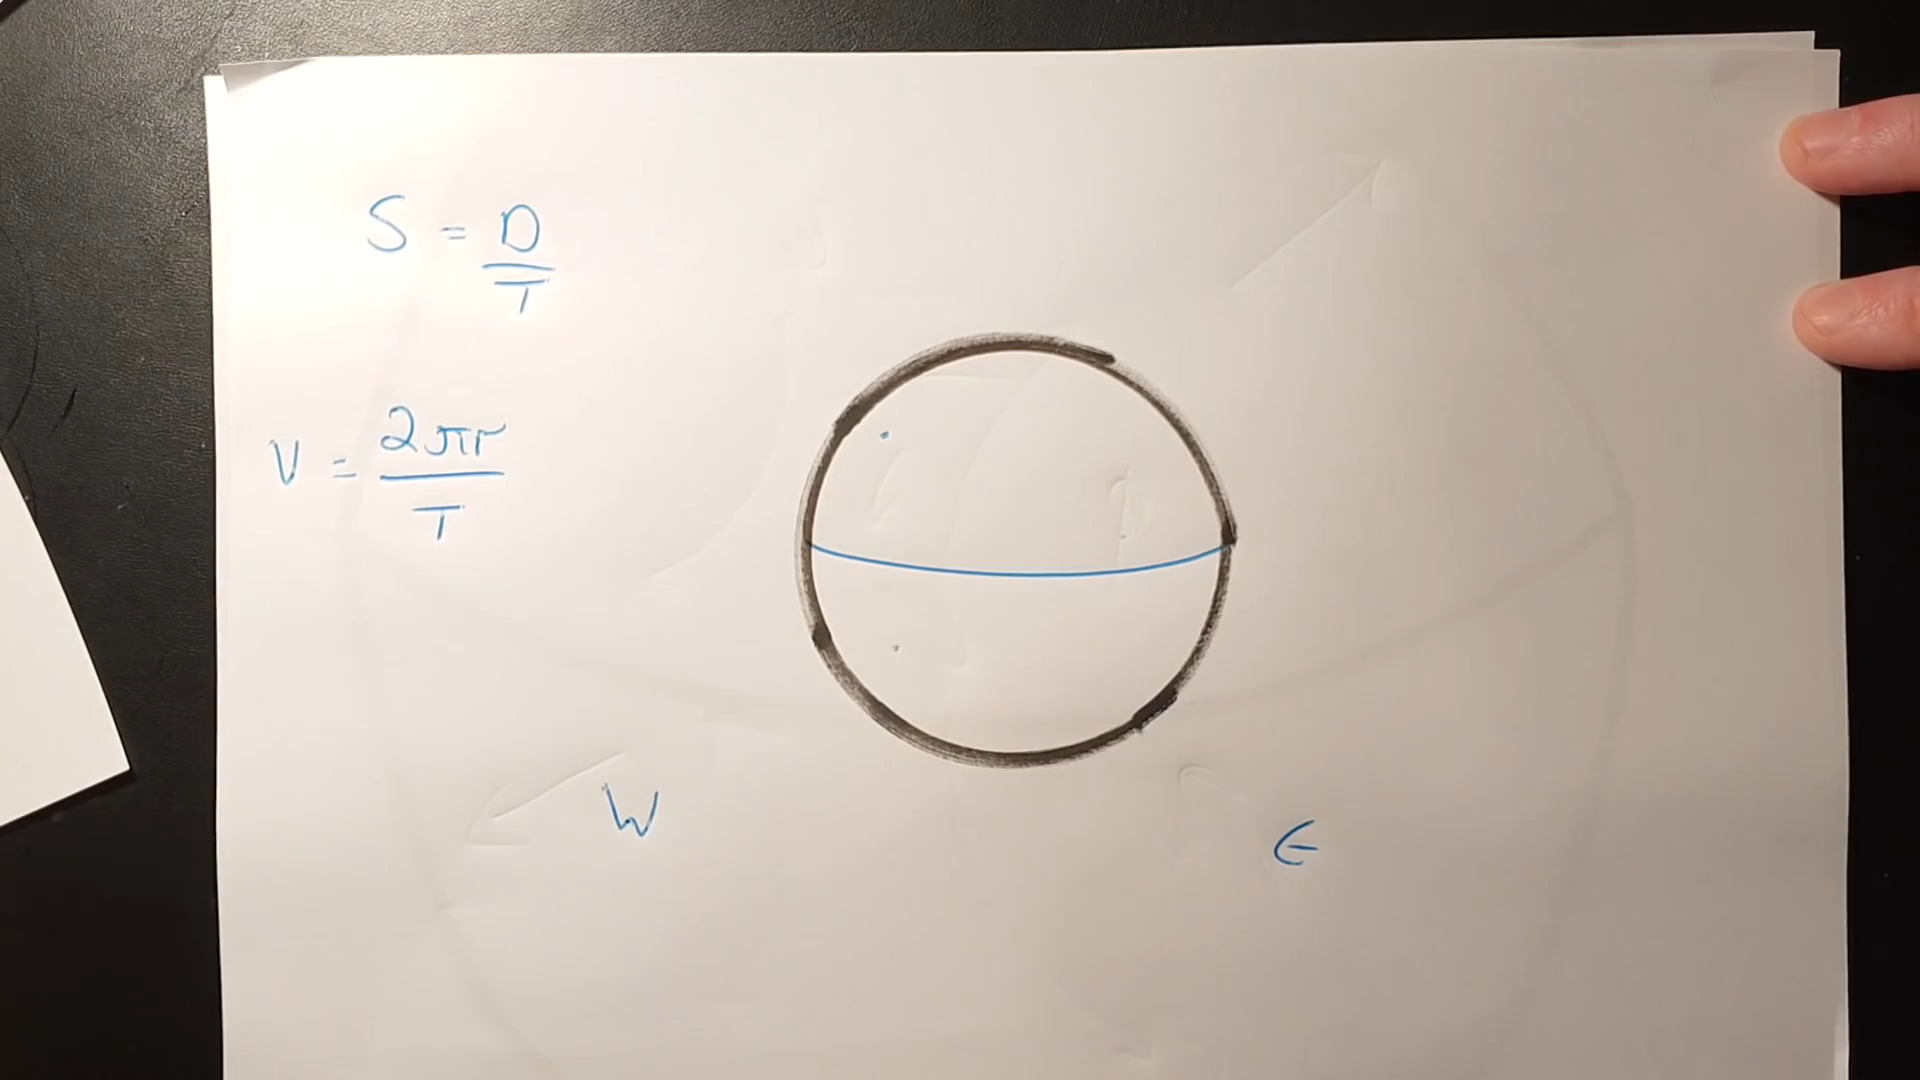 S = D
T
V = 2πr
T
W
E